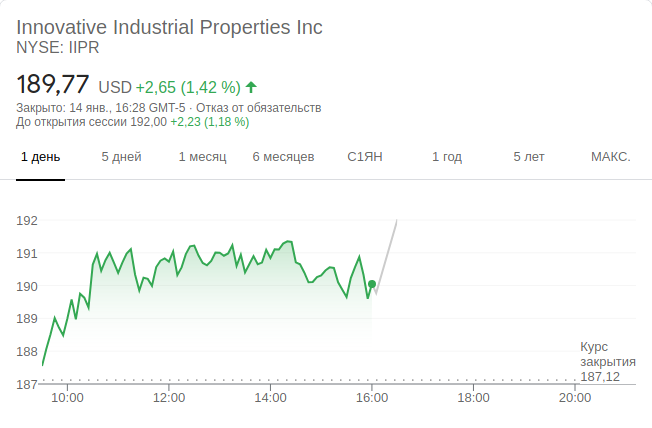 Innovative Industrial Properties Inc
NYSE: IIPR
189,77 USD +2,65 (1,42 %)
Закрыто: 14 янв., 16:28 GMT-5 · Отказ от обязательств
До открытия сессии 192,00 +2,23 (1,18 %)
1 день 5 дней 1 месяц 6 месяцев С1ЯН 1 год 5 лет МАКС.
192
191
190
189
188
187
Курс
закрытия
187,12
10:00 12:00 14:00 16:00 18:00 20:00